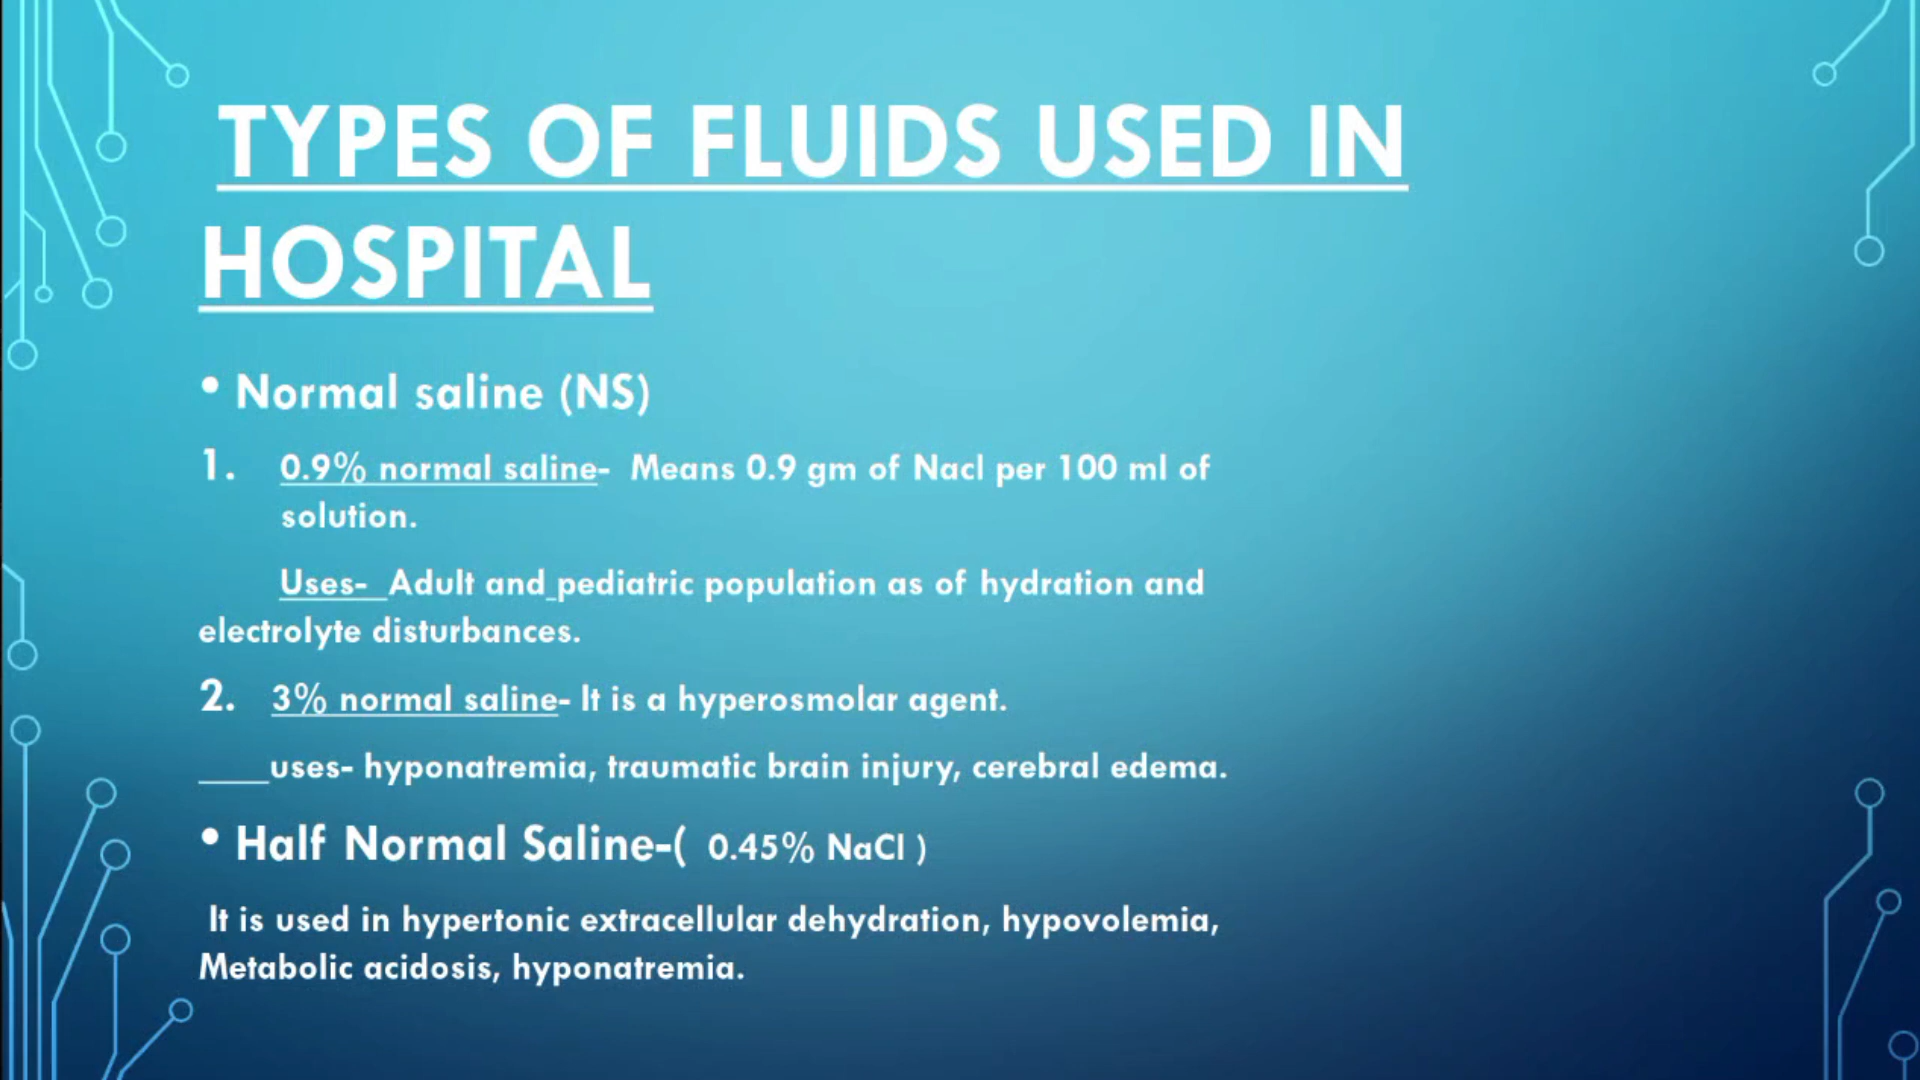 TYPES OF FLUIDS USED IN
HOSPITAL
• Normal saline (NS)
1. 0.9% normal saline- Means 0.9 gm of Nacl per 100 ml of
solution.
Uses- Adult and pediatric population as of hydration and
electrolyte disturbances.
2. 3% normal saline- It is a hyperosmolar agent.
____uses- hyponatremia, traumatic brain injury, cerebral edema.
• Half Normal Saline-( 0.45% NaCl )
It is used in hypertonic extracellular dehydration, hypovolemia,
Metabolic acidosis, hyponatremia.